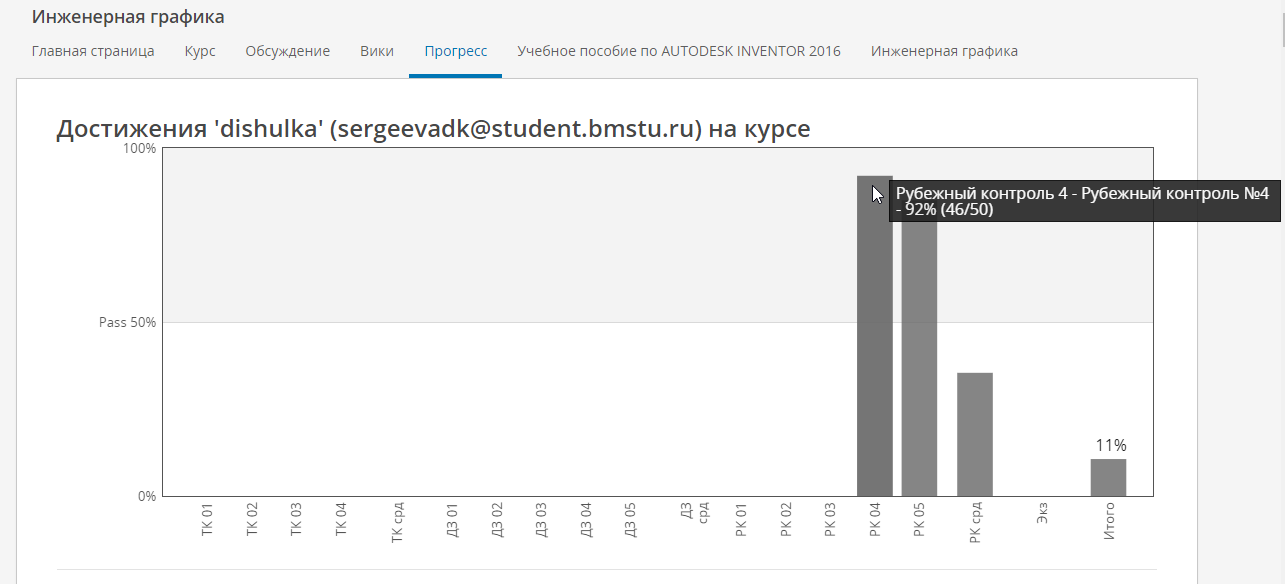 Инженерная графика
Главная страница Курс Обсуждение Вики Прогресс Учебное пособие по AUTODESK INVENTOR 2016 Инженерная графика
Достижения 'dishulka' (sergeevadk@student.bmstu.ru) на курсе
100%
Рубежный контроль 4 - Рубежный контроль №4
- 92% (46/50)
Pass 50%
11%
0%
ТК 01
ТК 02
ТК 03
ТК 04
ТК срд
ДЗ 01
ДЗ 02
ДЗ 03
ДЗ 04
ДЗ 05
ДЗ
срд
РК 01
РК 02
РК 03
РК 04
РК 05
РК срд
Экз
Итого